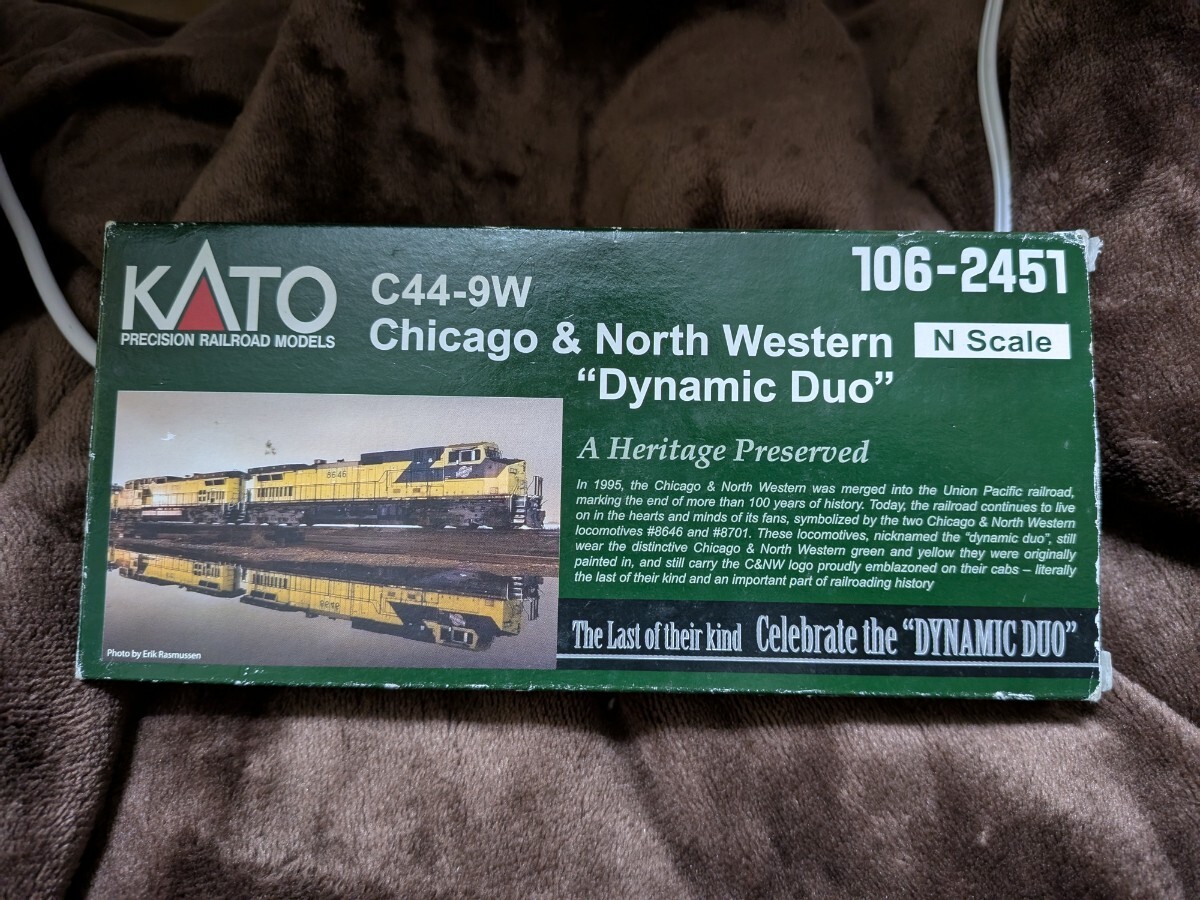 KATO
PRECISION RAILROAD MODELS
C44-9W
Chicago & North Western
“Dynamic Duo”
106-2451
N Scale
A Heritage Preserved
In 1995, the Chicago & North Western was merged into the Union Pacific railroad,
marking the end of more than 100 years of history. Today, the railroad continues to live
on in the hearts and minds of its fans, symbolized by the two Chicago & North Western
locomotives #8646 and #8701. These locomotives, nicknamed the “dynamic duo”, still
wear the distinctive Chicago & North Western green and yellow they were originally
painted in, and still carry the C&NW logo proudly emblazoned on their cabs – literally
the last of their kind and an important part of railroading history
8646
Photo by Erik Rasmussen
The Last of their kind Celebrate the “DYNAMIC DUO”